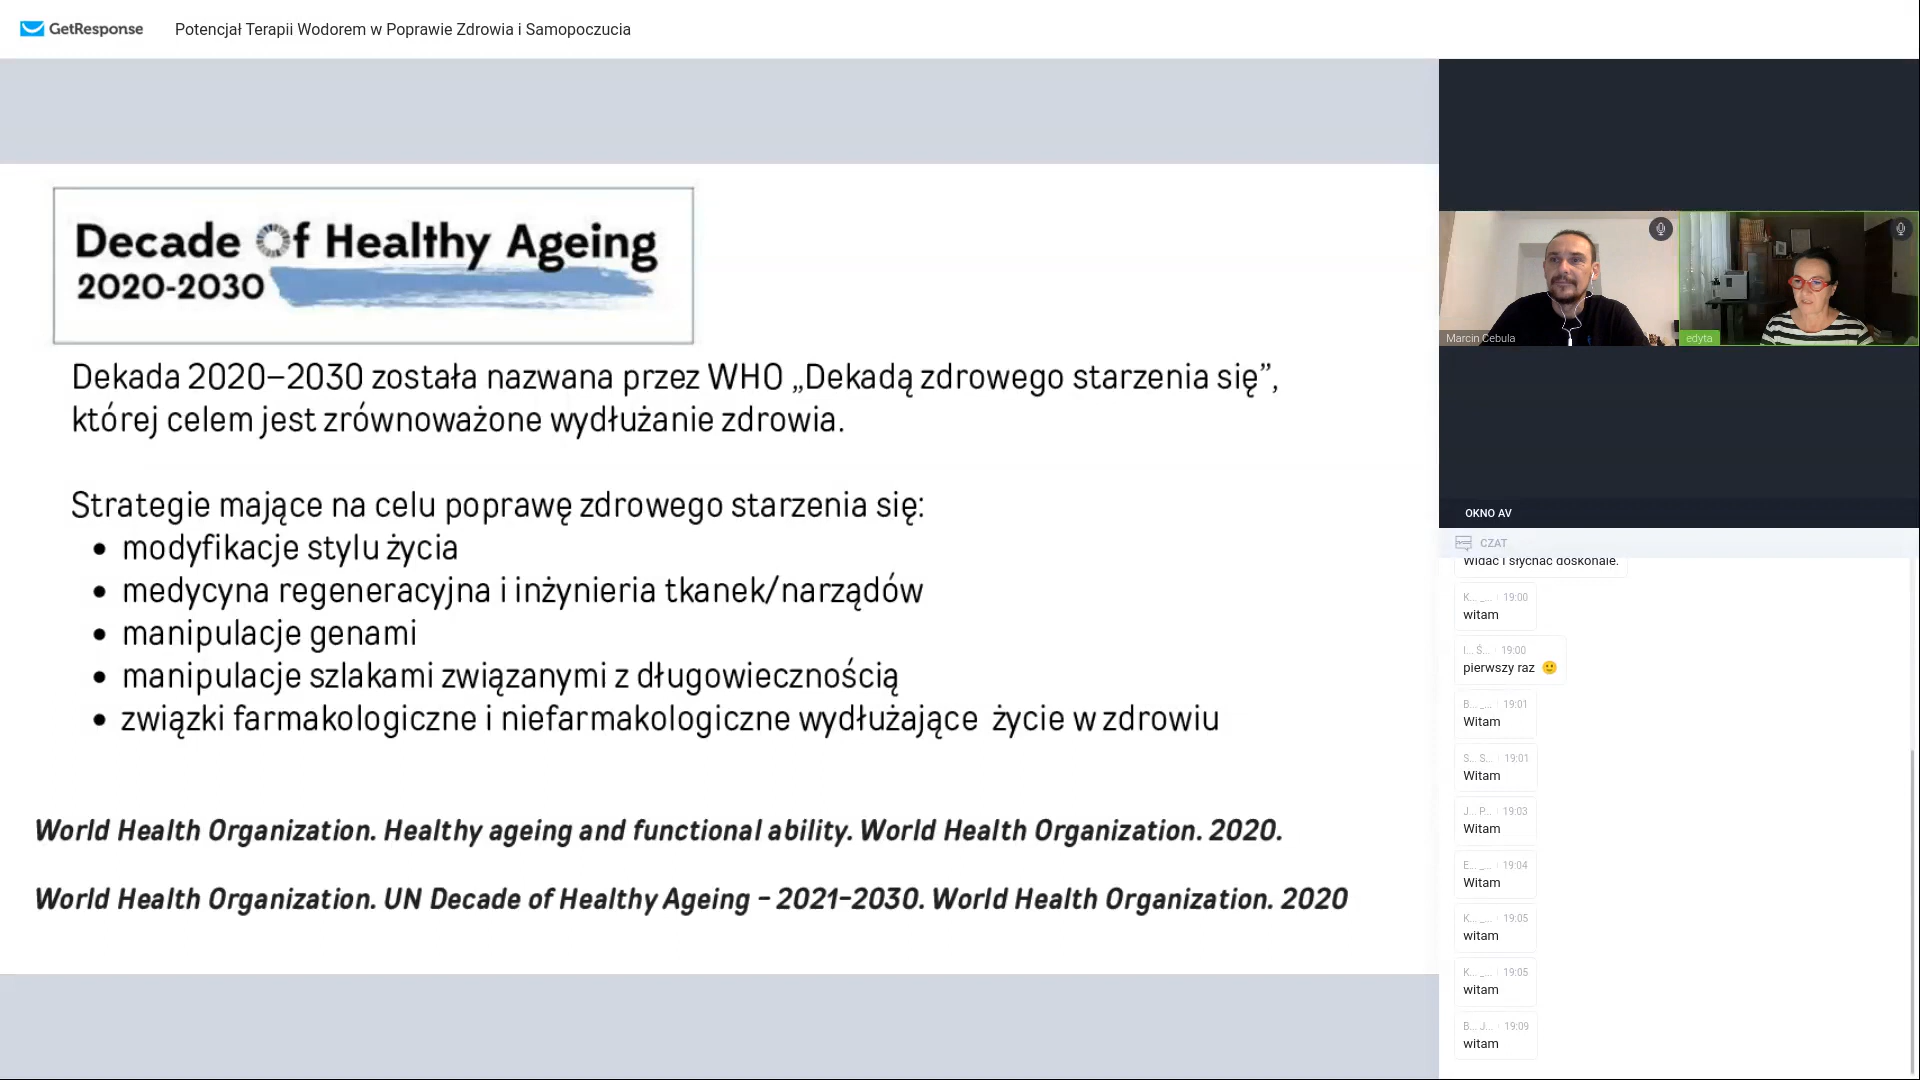 GetResponse
Potencjał Terapii Wodorem w Poprawie Zdrowia i Samopoczucia
Decade Of Healthy Ageing
2020-2030
Dekada 2020–2030 została nazwana przez WHO „Dekadą zdrowego starzenia się”,
której celem jest zrównoważone wydłużanie zdrowia.
Strategie mające na celu poprawę zdrowego starzenia się:
• modyfikacje stylu życia
• medycyna regeneracyjna i inżynieria tkanek/narządów
• manipulacje genami
• manipulacje szlakami związanymi z długowiecznością
• związki farmakologiczne i niefarmakologiczne wydłużające życie w zdrowiu
World Health Organization. Healthy ageing and functional ability. World Health Organization. 2020.
World Health Organization. UN Decade of Healthy Ageing – 2021–2030. World Health Organization. 2020
Marcin Cebula
edyta
OKNO AV
CZAT
Widać i słychać doskonale.
K... _... 19:00
witam
I... Ś... 19:00
pierwszy raz 🙂
B... _... 19:01
Witam
S... S... 19:01
Witam
J... P... 19:03
Witam
E... _... 19:04
Witam
K... _... 19:05
witam
K... _... 19:05
witam
B... J... 19:09
witam